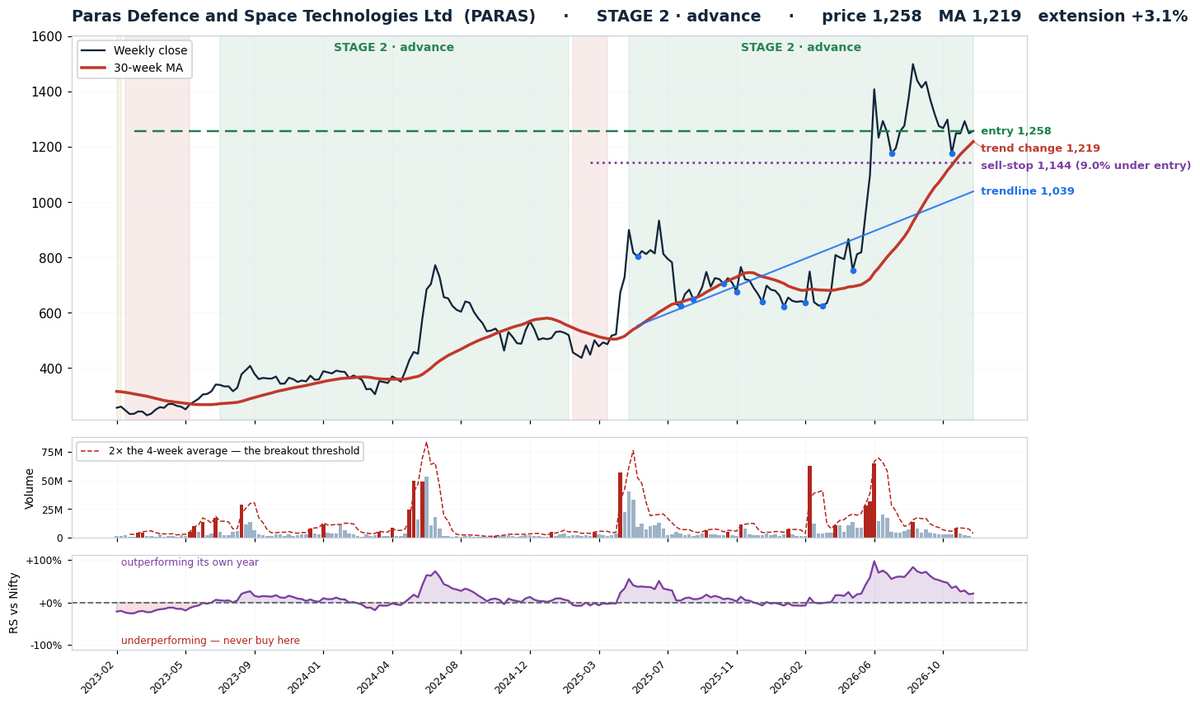 Paras Defence and Space Technologies Ltd (PARAS) · STAGE 2 · advance · price 1,258 MA 1,219 extension +3.1%
1600
1400
1200
1000
800
600
400
Weekly close
30-week MA
STAGE 2 · advance
STAGE 2 · advance
entry 1,258
trend change 1,219
sell-stop 1,144 (9.0% under entry)
trendline 1,039
Volume
75M
50M
25M
0
2× the 4-week average — the breakout threshold
RS vs Nifty
+100%
+0%
-100%
outperforming its own year
underperforming — never buy here
2023-02
2023-05
2023-09
2024-01
2024-04
2024-08
2024-12
2025-03
2025-07
2025-11
2026-02
2026-06
2026-10